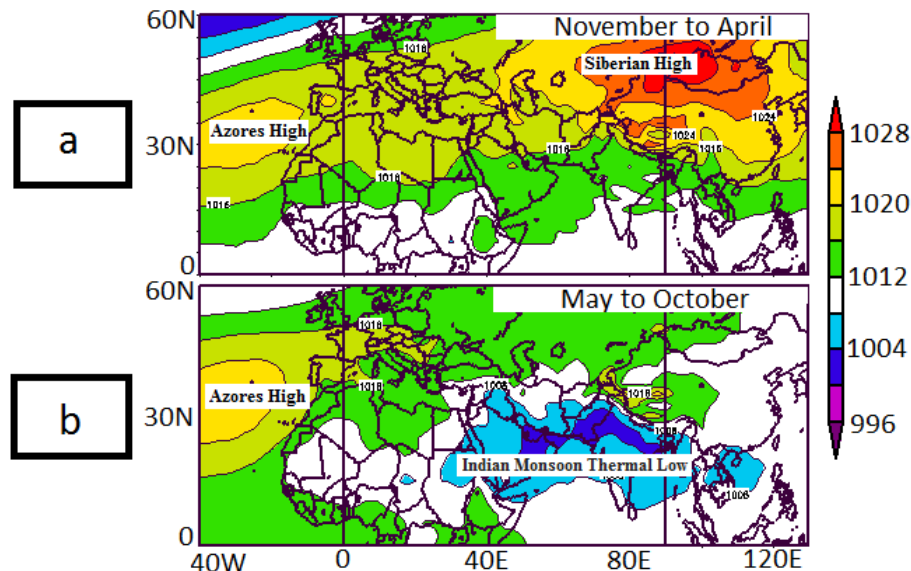 60N
November to April
1016
Siberian High
a
Azores High
1024
30N
1024
1016
1016
1016
1016
0
1028
1020
1012
1004
996
60N
May to October
1016
b
Azores High
1016
1008
1016
30N
1008
Indian Monsoon Thermal Low
1008
0
40W
0
40E
80E
120E